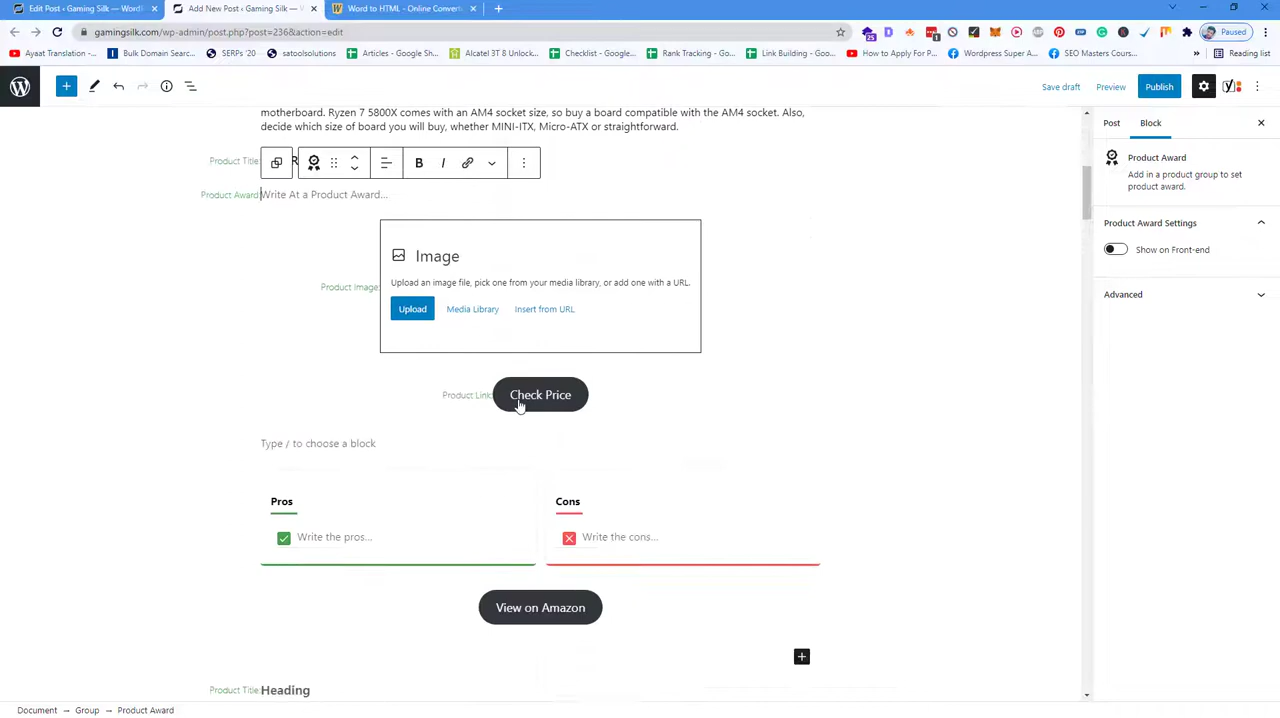 Edit Post ‹ Gaming Silk — WordP
Add New Post ‹ Gaming Silk — W
Word to HTML - Online Convert
gamingsilk.com/wp-admin/post.php?post=236&action=edit
Paused
Ayaat Translation -...
Bulk Domain Search...
SERPs '20
satoosolutions
Articles - Google Sh...
Alcatel 3T 8 Unlock...
Checklist - Google...
Rank Tracking - Goo...
Link Building - Goo...
How to Apply For P...
Wordpress Super A...
SEO Masters Cours...
Reading list
Save draft
Preview
Publish
motherboard. Ryzen 7 5800X comes with an AM4 socket size, so buy a board compatible with the AM4 socket. Also,
decide which size of board you will buy, whether MINI-ITX, Micro-ATX or straightforward.
Post
Block
Product Title:
B
I
Product Award
Add in a product group to set
product award.
Product Award:
Write At a Product Award...
Product Award Settings
Show on Front-end
Image
Upload an image file, pick one from your media library, or add one with a URL.
Product Image:
Upload
Media Library
Insert from URL
Advanced
Product Link:
Check Price
Type / to choose a block
Pros
Cons
Write the pros...
Write the cons...
View on Amazon
Product Title:
Heading
Document → Group → Product Award